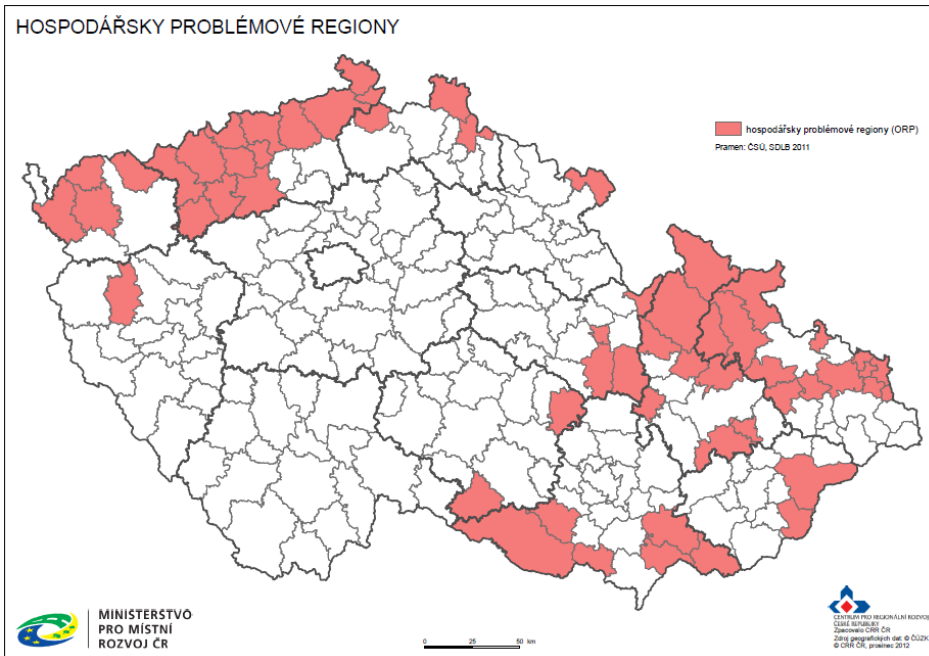 HOSPODÁŘSKY PROBLÉMOVÉ REGIONY
hospodářsky problémové regiony (ORP)
Pramen: ČSÚ, SDLB 2011
MINISTERSTVO
PRO MÍSTNÍ
ROZVOJ ČR
0 25 50 km
CENTRUM PRO REGIONÁLNÍ ROZVOJ
ČESKÉ REPUBLIKY
Zpracovalo CRR ČR
Zdroj geografických dat: © ČÚZK
© CRR ČR, prosinec 2012